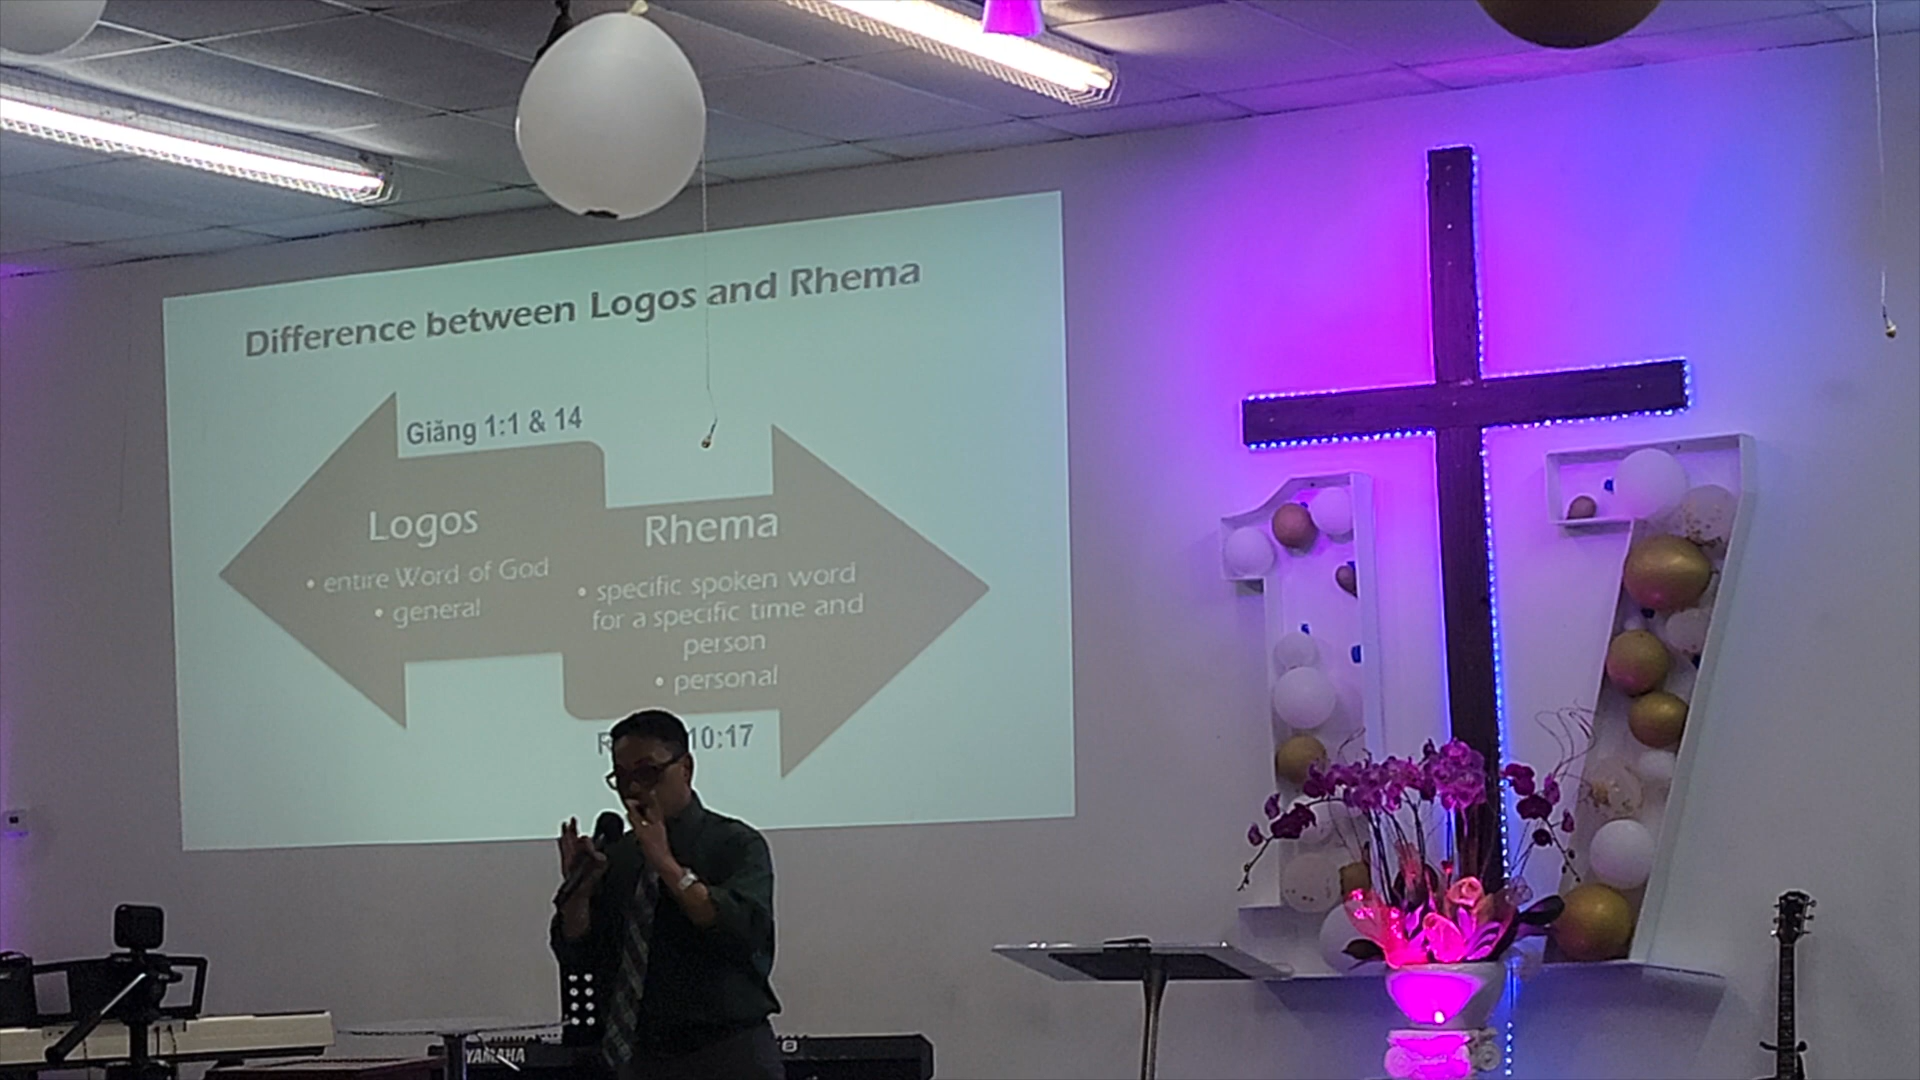 Difference between Logos and Rhema
Giăng 1:1 & 14
Logos
• entire Word of God
• general
Rhema
• specific spoken word
for a specific time and
person
• personal
10:17
YAMAHA
17